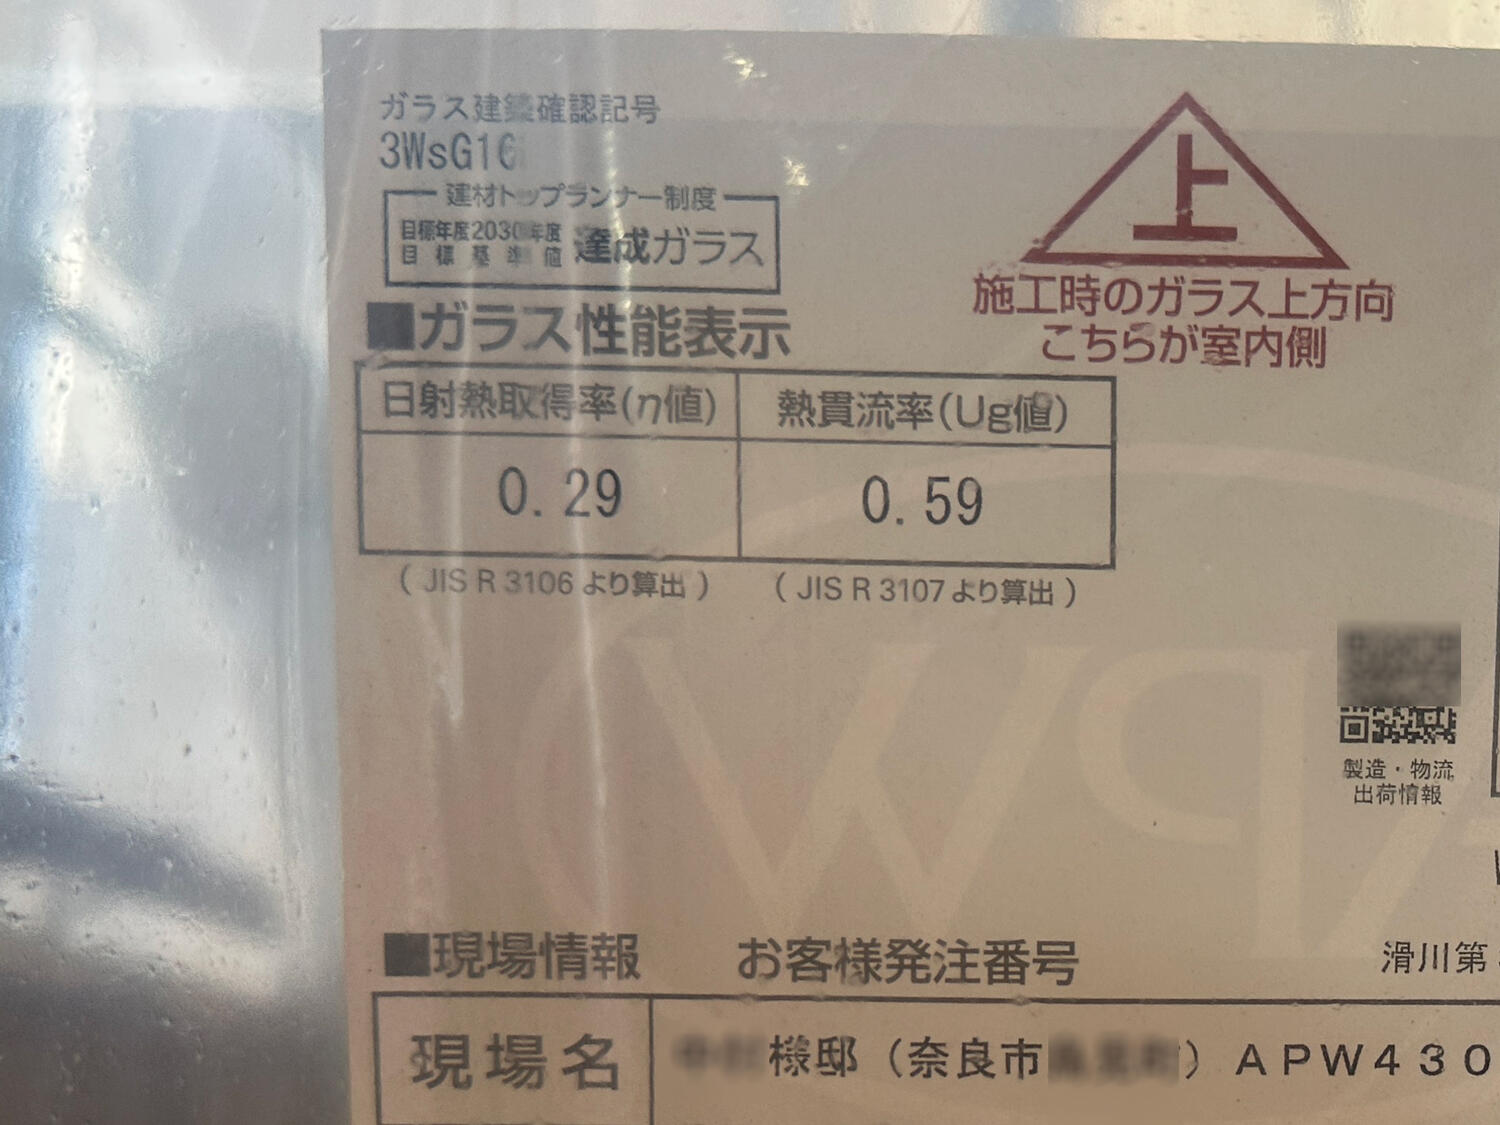 ガラス建築確認記号
3WsG16
建材トップランナー制度
目標年度2030年度
目標基準値
達成ガラス
上
施工時のガラス上方向
こちらが室内側
■ガラス性能表示
日射熱取得率(η値) 熱貫流率(Ug値)
0.29 0.59
(JIS R 3106 より算出) (JIS R 3107 より算出)
製造・物流
出荷情報
■現場情報 お客様発注番号 滑川第
現場名 様邸(奈良市 )APW430
APW